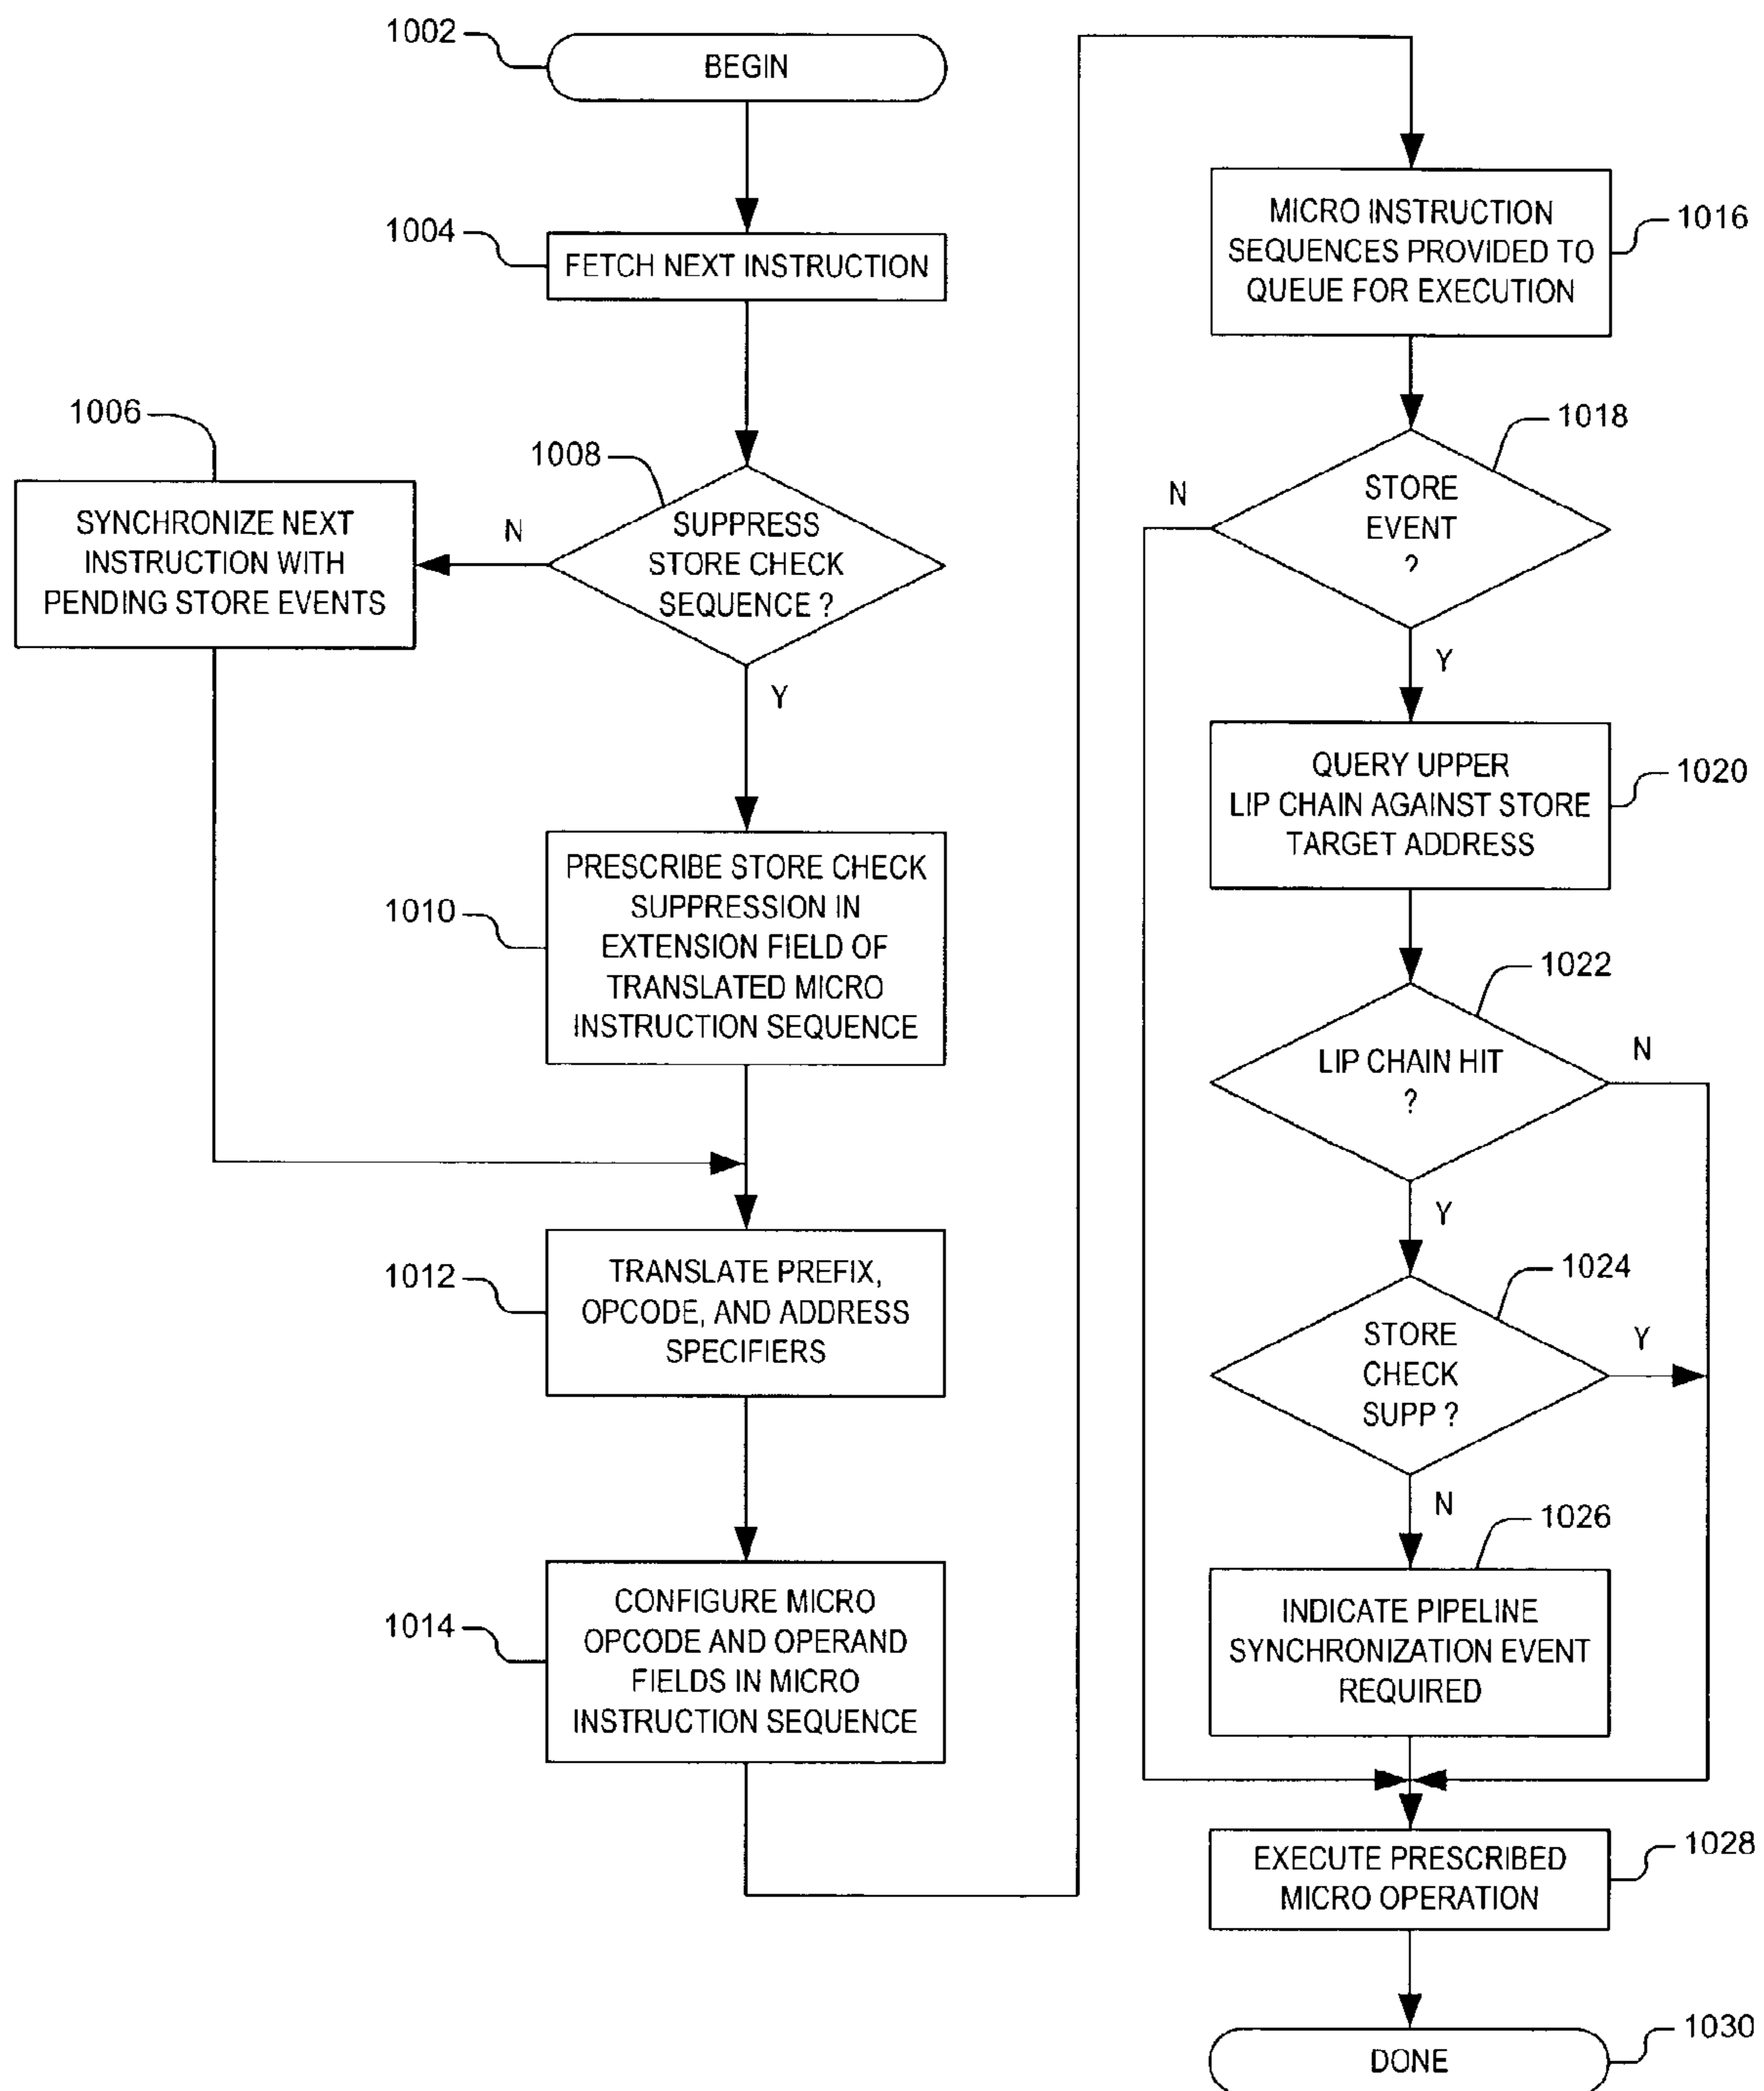 1002
BEGIN
1004
FETCH NEXT INSTRUCTION
1006
SYNCHRONIZE NEXT
INSTRUCTION WITH
PENDING STORE EVENTS
1008
SUPPRESS
STORE CHECK
SEQUENCE ?
N
Y
1010
PRESCRIBE STORE CHECK
SUPPRESSION IN
EXTENSION FIELD OF
TRANSLATED MICRO
INSTRUCTION SEQUENCE
1012
TRANSLATE PREFIX,
OPCODE, AND ADDRESS
SPECIFIERS
1014
CONFIGURE MICRO
OPCODE AND OPERAND
FIELDS IN MICRO
INSTRUCTION SEQUENCE
MICRO INSTRUCTION
SEQUENCES PROVIDED TO
QUEUE FOR EXECUTION
1016
1018
STORE
EVENT
?
N
Y
QUERY UPPER
LIP CHAIN AGAINST STORE
TARGET ADDRESS
1020
1022
LIP CHAIN HIT
?
N
Y
1024
STORE
CHECK
SUPP ?
Y
N
1026
INDICATE PIPELINE
SYNCHRONIZATION EVENT
REQUIRED
EXECUTE PRESCRIBED
MICRO OPERATION
1028
DONE
1030